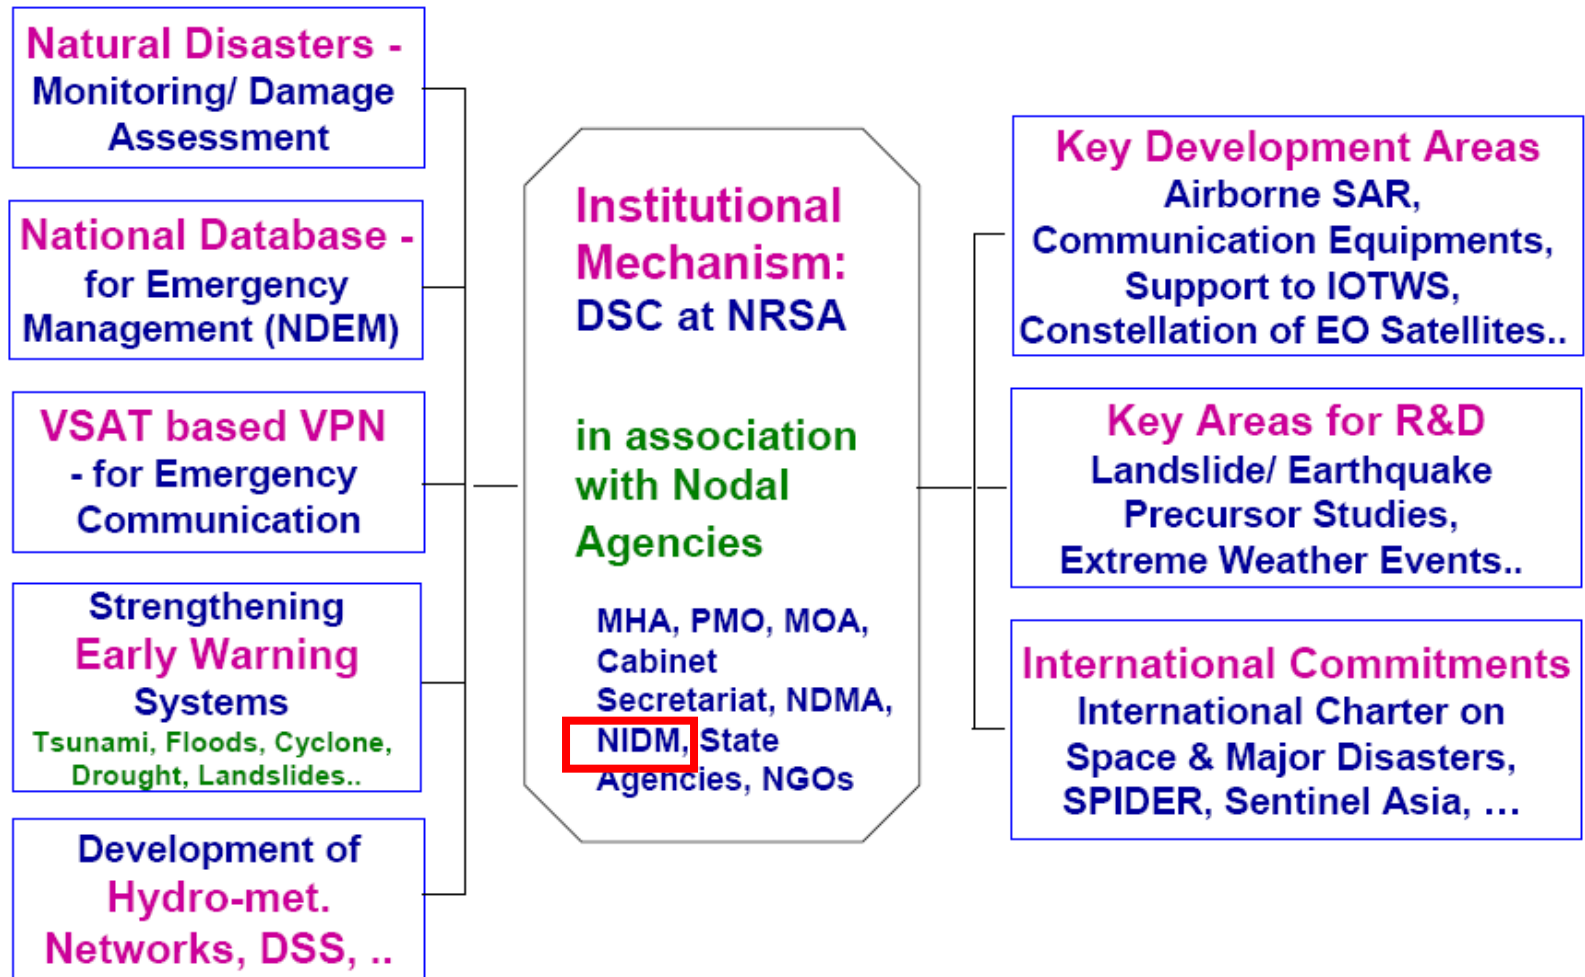 Natural Disasters -
Monitoring/ Damage
Assessment
National Database -
for Emergency
Management (NDEM)
VSAT based VPN
- for Emergency
Communication
Strengthening
Early Warning
Systems
Tsunami, Floods, Cyclone,
Drought, Landslides..
Development of
Hydro-met.
Networks, DSS, ..
Institutional
Mechanism:
DSC at NRSA
in association
with Nodal
Agencies
MHA, PMO, MOA,
Cabinet
Secretariat, NDMA,
NIDM, State
Agencies, NGOs
Key Development Areas
Airborne SAR,
Communication Equipments,
Support to IOTWS,
Constellation of EO Satellites..
Key Areas for R&D
Landslide/ Earthquake
Precursor Studies,
Extreme Weather Events..
International Commitments
International Charter on
Space & Major Disasters,
SPIDER, Sentinel Asia, ...